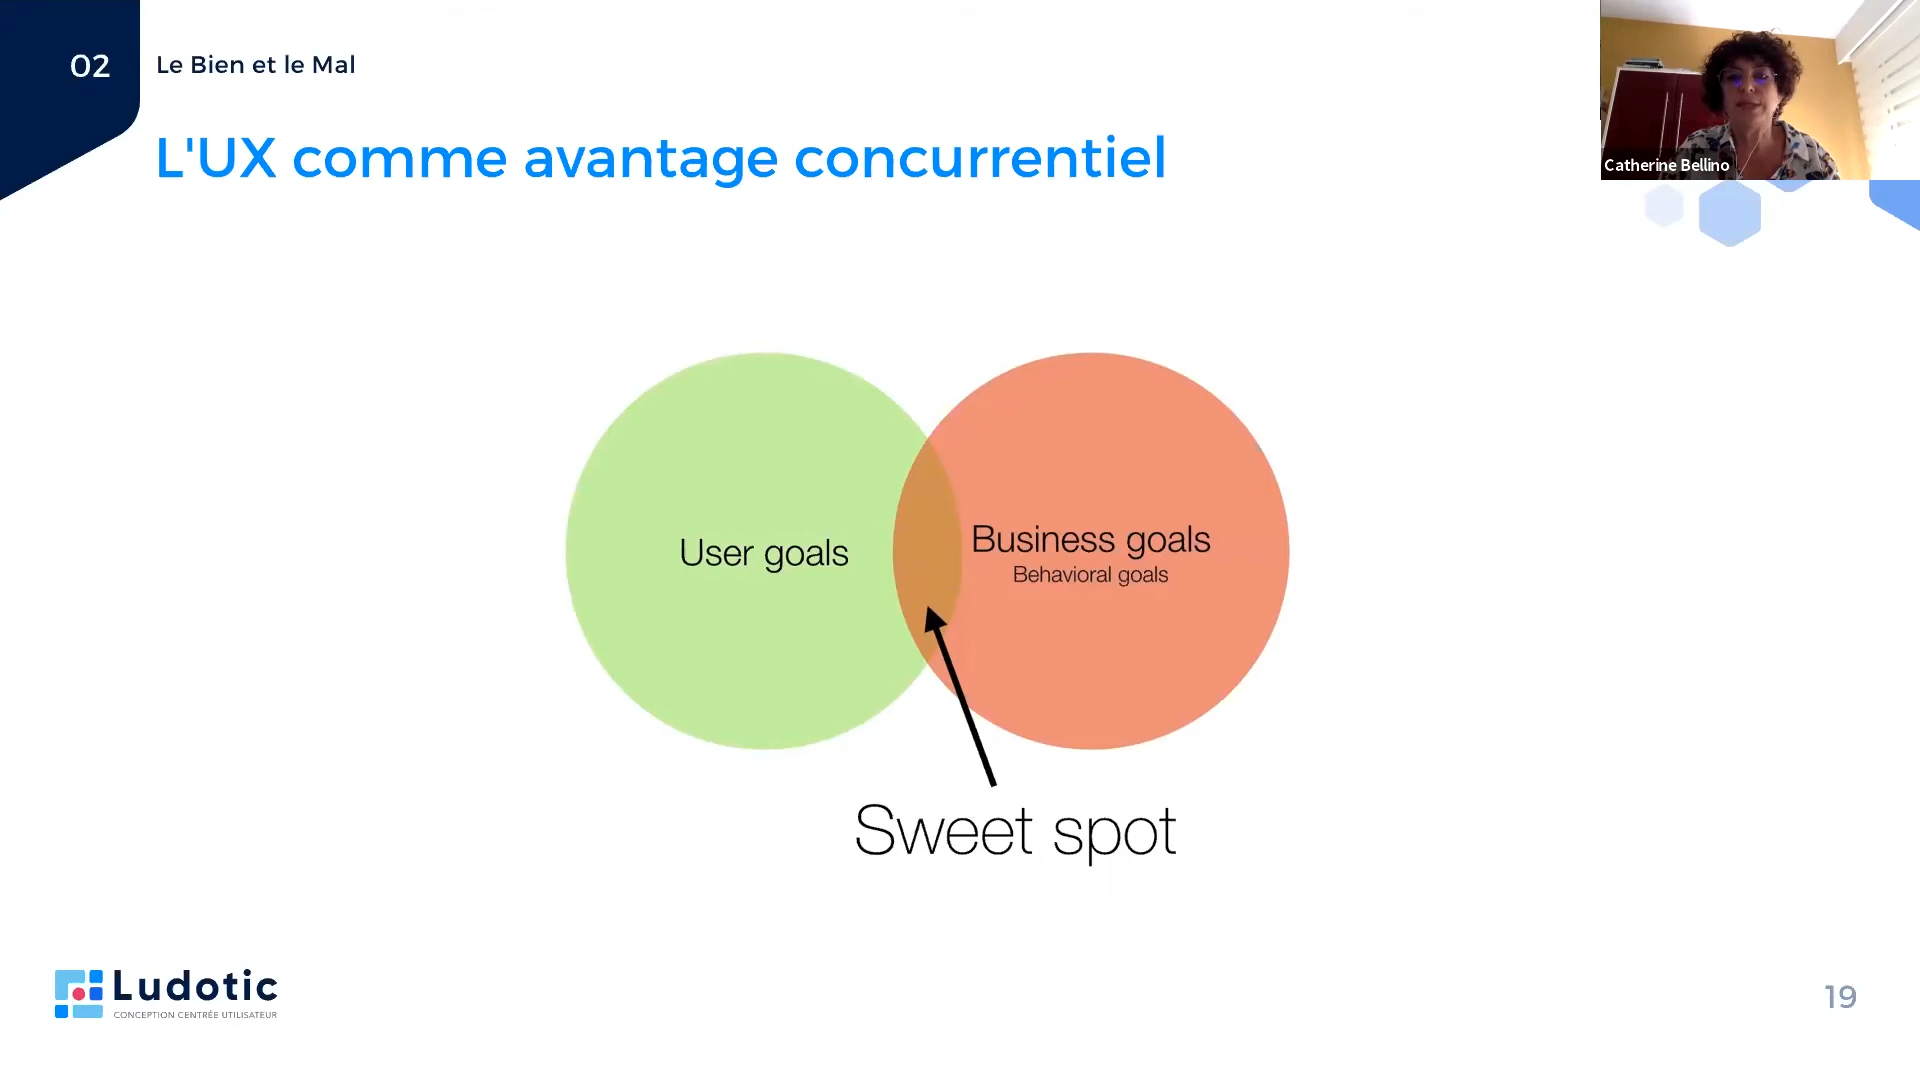 02
Le Bien et le Mal
L'UX comme avantage concurrentiel
Catherine Bellino
User goals
Business goals
Behavioral goals
Sweet spot
Ludotic
CONCEPTION CENTRÉE UTILISATEUR
19